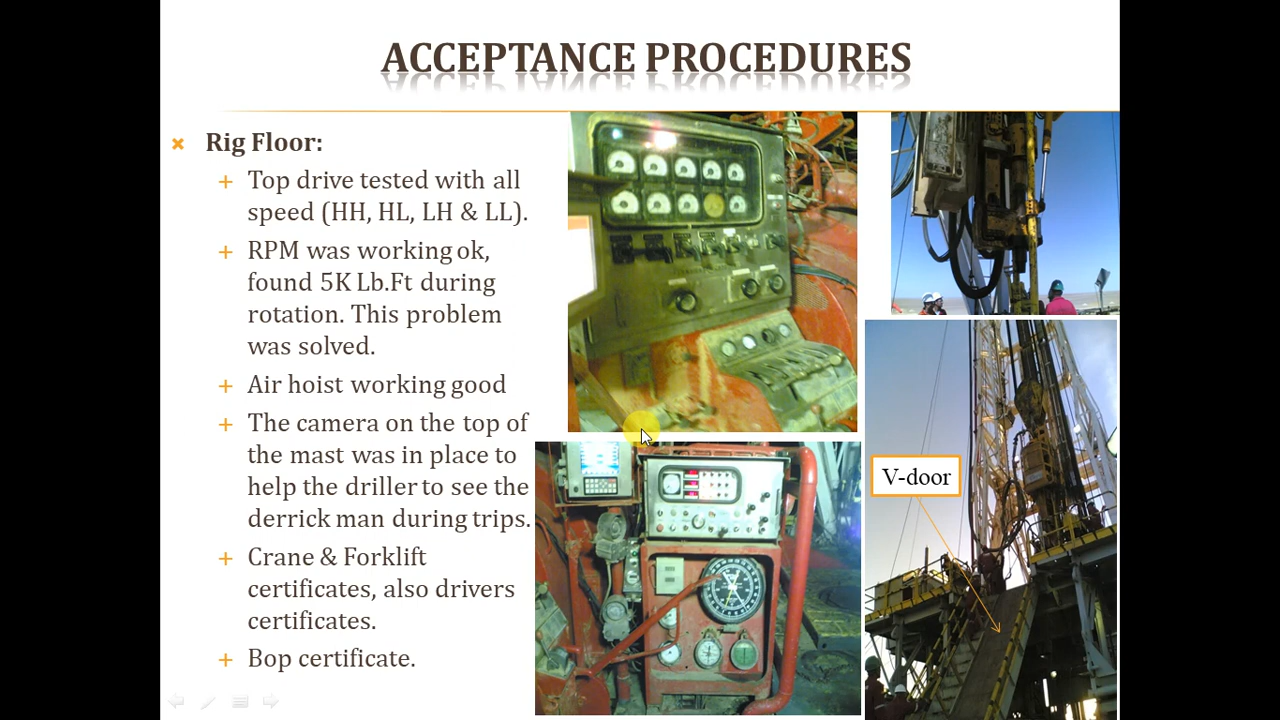 ACCEPTANCE PROCEDURES
Rig Floor:
Top drive tested with all
speed (HH, HL, LH & LL).
RPM was working ok,
found 5K Lb.Ft during
rotation. This problem
was solved.
Air hoist working good
The camera on the top of
the mast was in place to
help the driller to see the
derrick man during trips.
Crane & Forklift
certificates, also drivers
certificates.
Bop certificate.
V-door